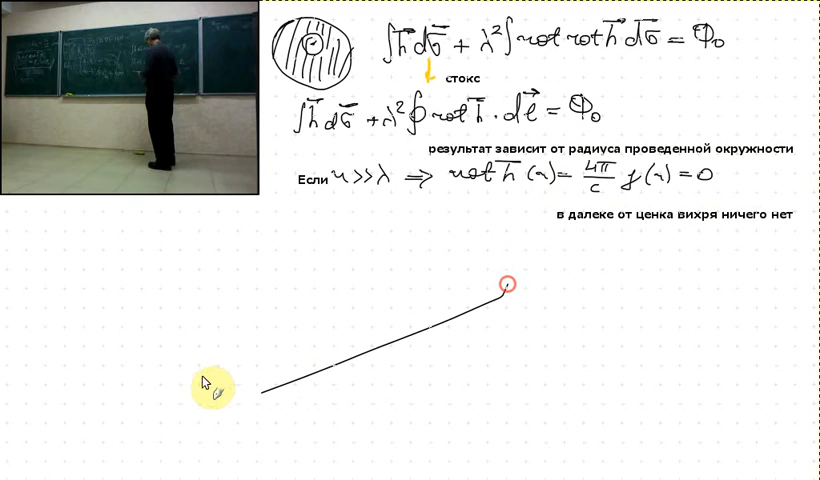 ∫h⃗ dσ̅ + λ² ∫ rot rot h⃗ dσ̅ = Φ₀
стокс
∫h⃗ dσ̅ + λ² ∮ rot h̅ · dℓ⃗ = Φ₀
результат зависит от радиуса проведенной окружности
Если r >> λ ⇒ rot h̅ (r) = 4π/c j (r) = 0
в далеке от ценка вихря ничего нет